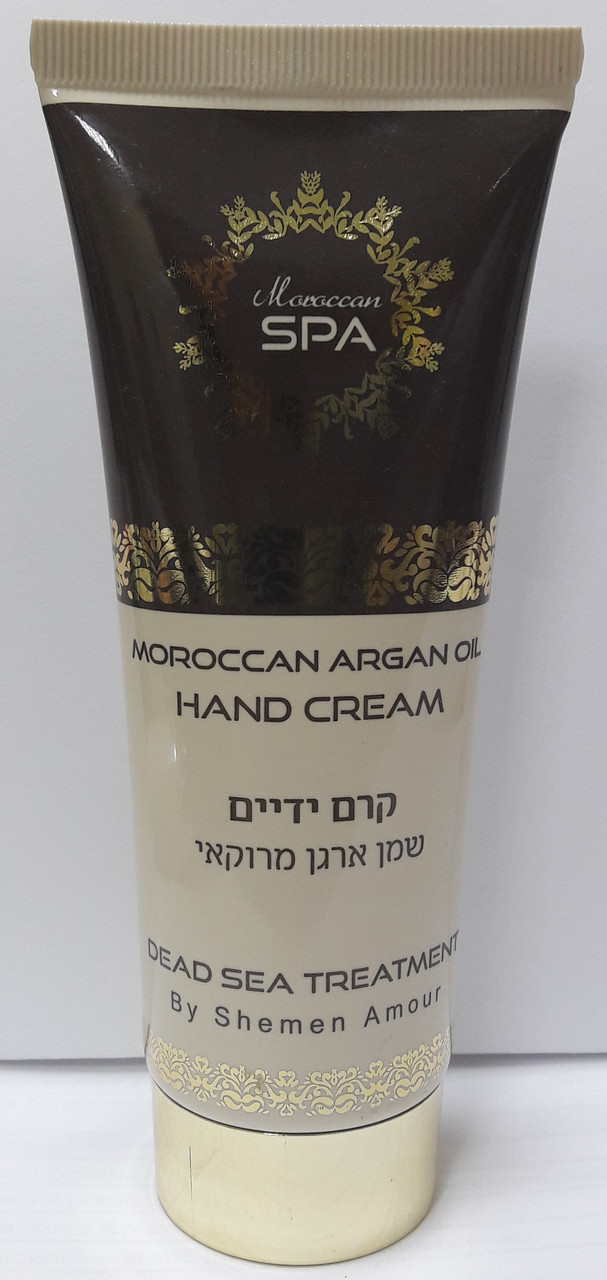 Moroccan
SPA
MOROCCAN ARGAN OIL
HAND CREAM
קרם ידיים
שמן ארגן מרוקאי
DEAD SEA TREATMENT
By Shemen Amour